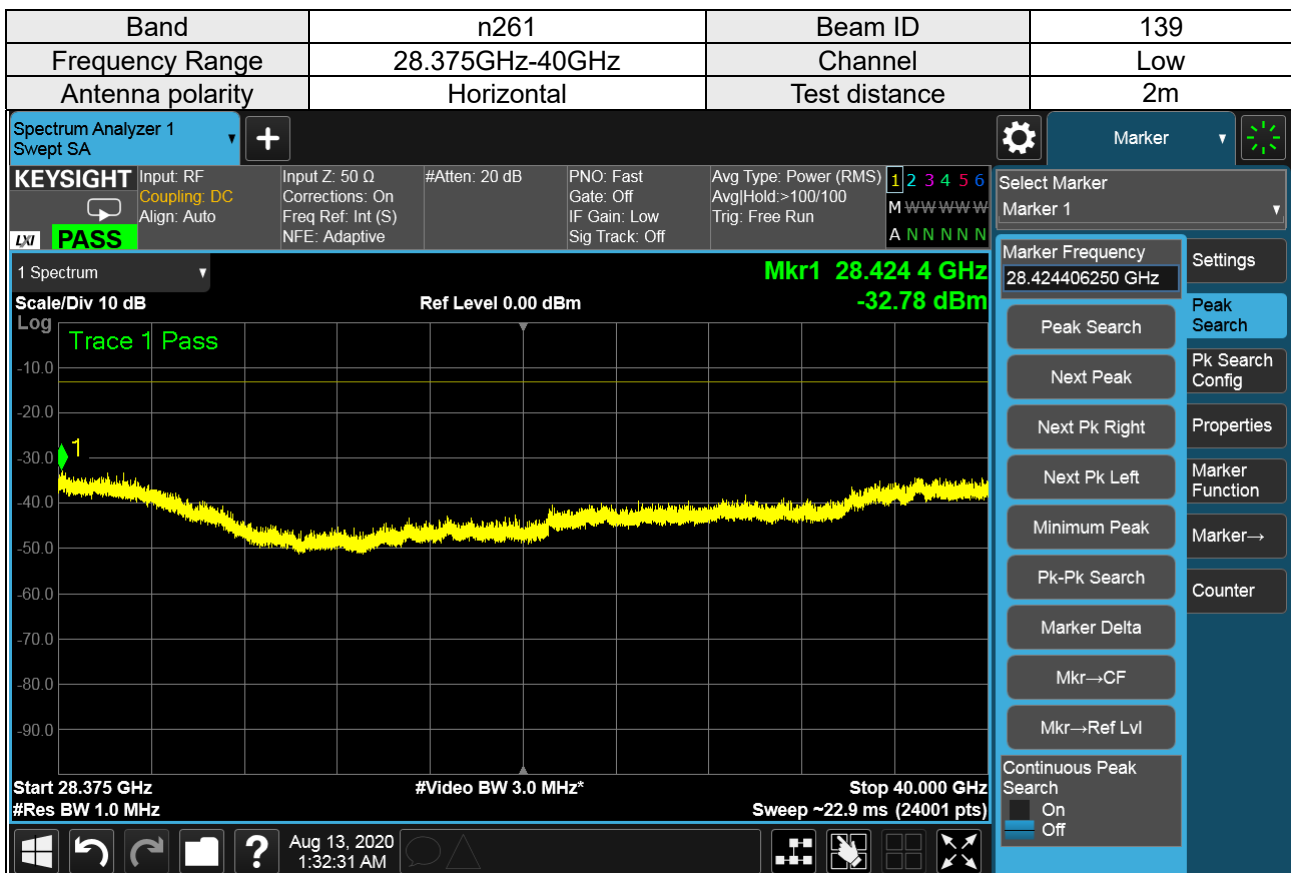 Band n261 Beam ID 139
Frequency Range 28.375GHz-40GHz Channel Low
Antenna polarity Horizontal Test distance 2m
Spectrum Analyzer 1
Swept SA
+
Marker
KEYSIGHT
LXI PASS
Input: RF
Coupling: DC
Align: Auto
Input Z: 50 Ω
Corrections: On
Freq Ref: Int (S)
NFE: Adaptive
#Atten: 20 dB
PNO: Fast
Gate: Off
IF Gain: Low
Sig Track: Off
Avg Type: Power (RMS)
Avg|Hold:>100/100
Trig: Free Run
1 2 3 4 5 6
M W W W W W
A N N N N N
Select Marker
Marker 1
1 Spectrum
Mkr1 28.424 4 GHz
Scale/Div 10 dB Ref Level 0.00 dBm -32.78 dBm
Log
Trace 1 Pass
1
-10.0
-20.0
-30.0
-40.0
-50.0
-60.0
-70.0
-80.0
-90.0
Start 28.375 GHz #Video BW 3.0 MHz* Stop 40.000 GHz
#Res BW 1.0 MHz Sweep ~22.9 ms (24001 pts)
Marker Frequency
28.424406250 GHz
Peak Search
Next Peak
Next Pk Right
Next Pk Left
Minimum Peak
Pk-Pk Search
Marker Delta
Mkr→CF
Mkr→Ref Lvl
Continuous Peak
Search
On
Off
Settings
Peak
Search
Pk Search
Config
Properties
Marker
Function
Marker→
Counter
?
Aug 13, 2020
1:32:31 AM